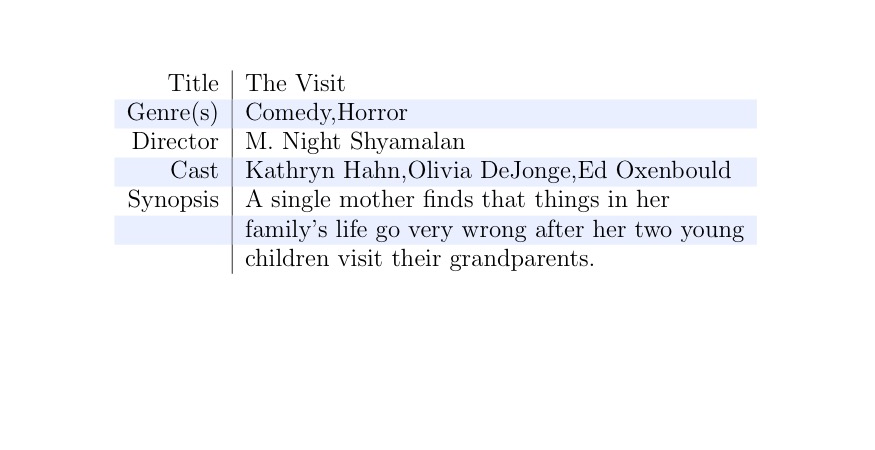 Title The Visit
Genre(s) Comedy,Horror
Director M. Night Shyamalan
Cast Kathryn Hahn,Olivia DeJonge,Ed Oxenbould
Synopsis A single mother finds that things in her
family's life go very wrong after her two young
children visit their grandparents.